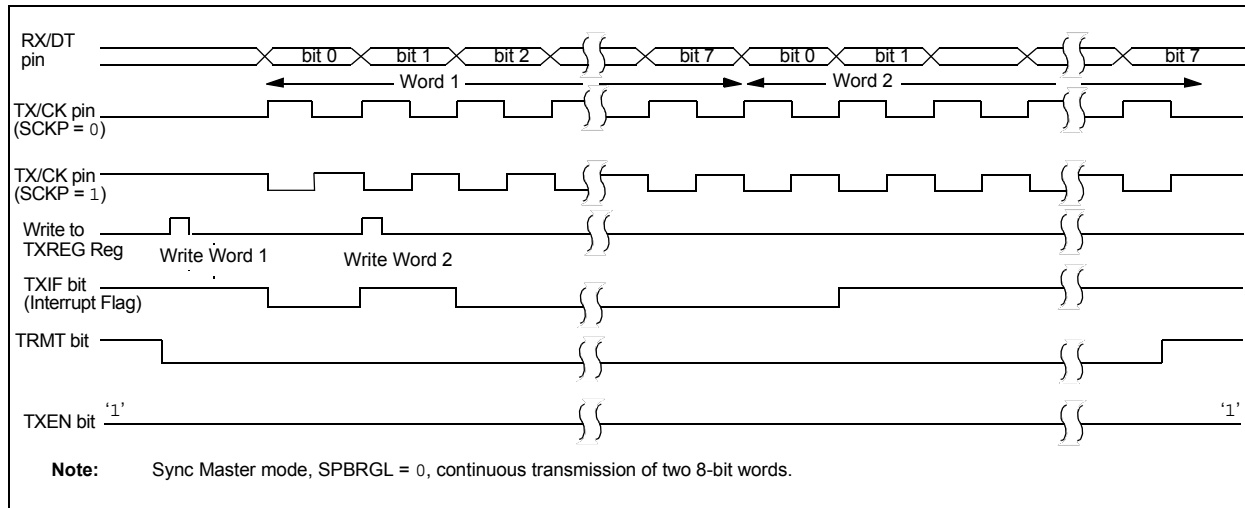 RX/DT
pin
bit 0 bit 1 bit 2 bit 7 bit 0 bit 1 bit 7
Word 1 Word 2
TX/CK pin
(SCKP = 0)
TX/CK pin
(SCKP = 1)
Write to
TXREG Reg
Write Word 1 Write Word 2
TXIF bit
(Interrupt Flag)
TRMT bit
TXEN bit ‘1’ ‘1’
Note: Sync Master mode, SPBRGL = 0, continuous transmission of two 8-bit words.